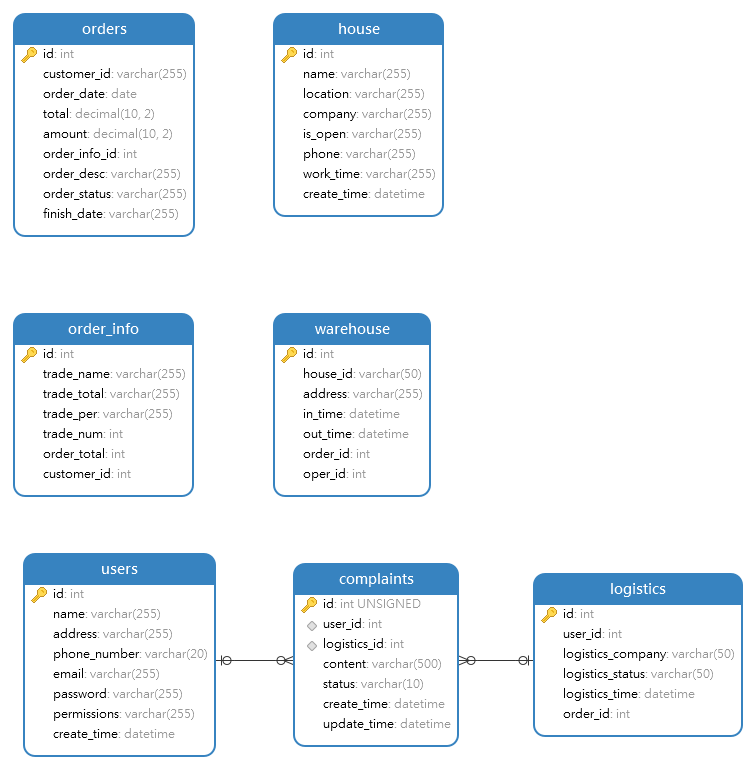 orders
id: int
customer_id: varchar(255)
order_date: date
total: decimal(10, 2)
amount: decimal(10, 2)
order_info_id: int
order_desc: varchar(255)
order_status: varchar(255)
finish_date: varchar(255)
house
id: int
name: varchar(255)
location: varchar(255)
company: varchar(255)
is_open: varchar(255)
phone: varchar(255)
work_time: varchar(255)
create_time: datetime
order_info
id: int
trade_name: varchar(255)
trade_total: varchar(255)
trade_per: varchar(255)
trade_num: int
order_total: int
customer_id: int
warehouse
id: int
house_id: varchar(50)
address: varchar(255)
in_time: datetime
out_time: datetime
order_id: int
oper_id: int
users
id: int
name: varchar(255)
address: varchar(255)
phone_number: varchar(20)
email: varchar(255)
password: varchar(255)
permissions: varchar(255)
create_time: datetime
complaints
id: int UNSIGNED
user_id: int
logistics_id: int
content: varchar(500)
status: varchar(10)
create_time: datetime
update_time: datetime
logistics
id: int
user_id: int
logistics_company: varchar(50)
logistics_status: varchar(50)
logistics_time: datetime
order_id: int